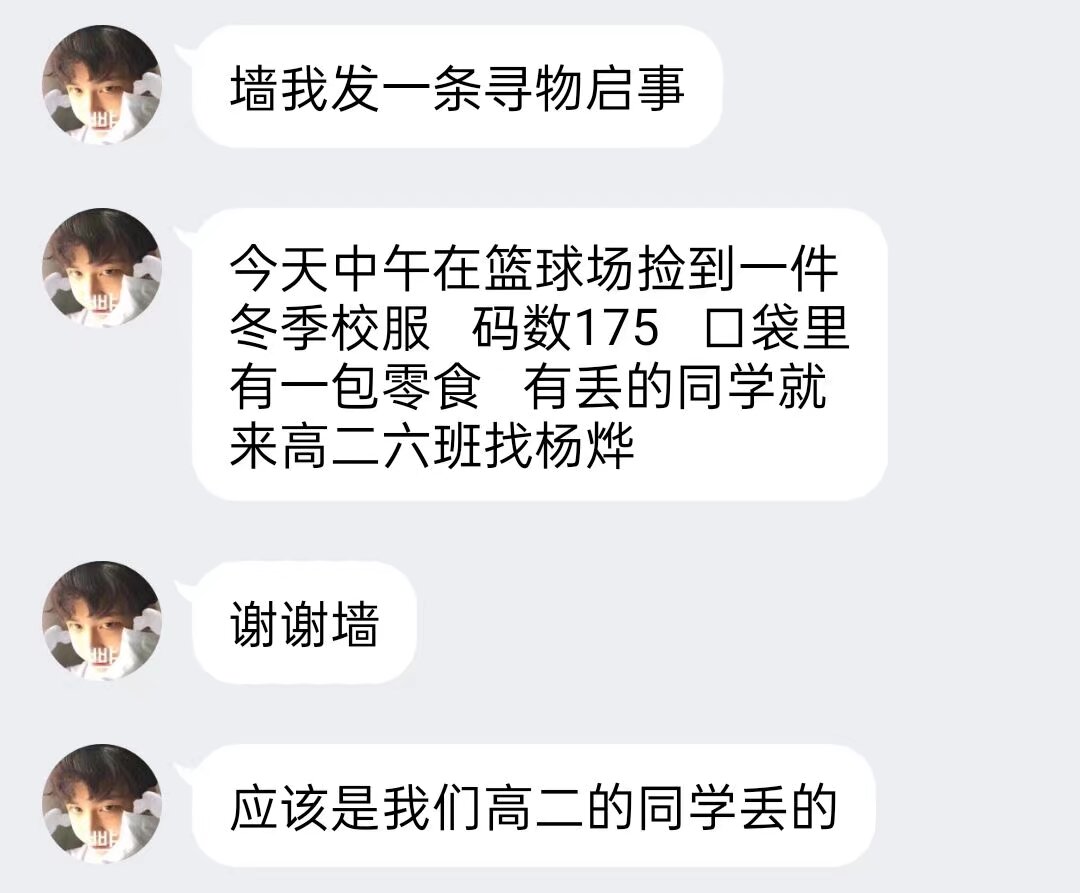 墙我发一条寻物启事
今天中午在篮球场捡到一件
冬季校服 码数175 口袋里
有一包零食 有丢的同学就
来高二六班找杨烨
谢谢墙
应该是我们高二的同学丢的